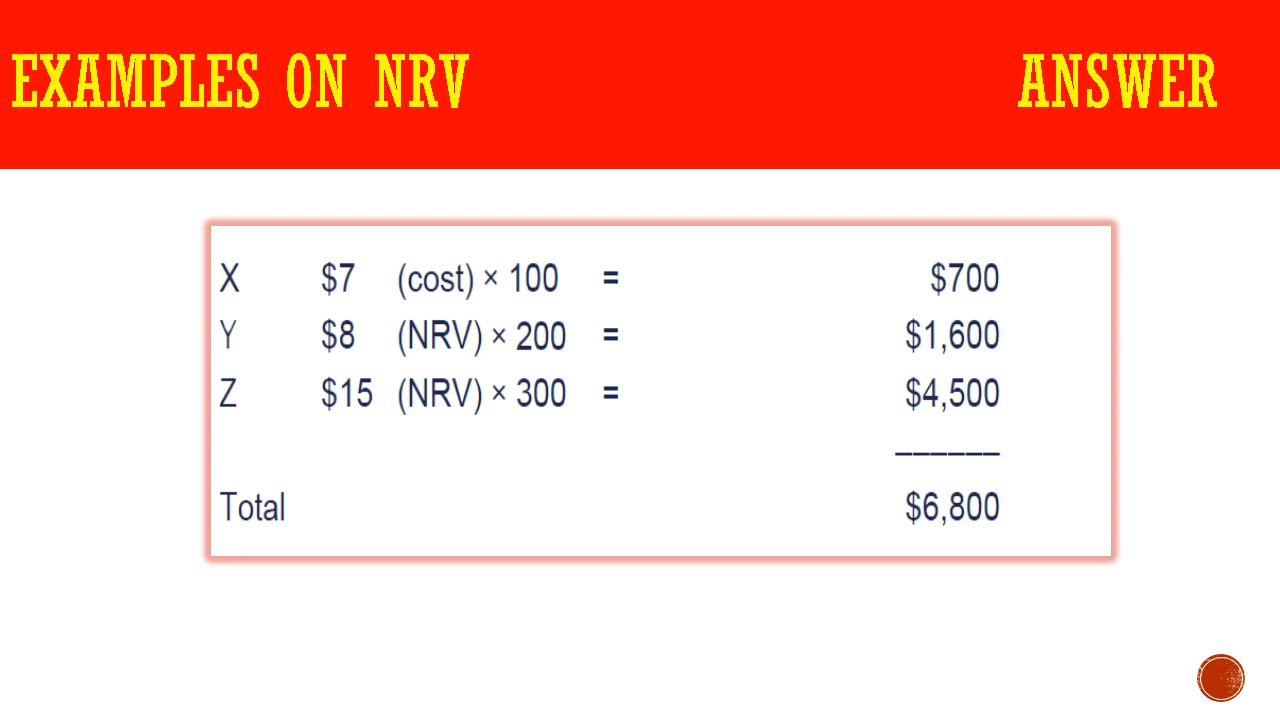 EXAMPLES ON NRV ANSWER
X $7 (cost) × 100 = $700
Y $8 (NRV) × 200 = $1,600
Z $15 (NRV) × 300 = $4,500
Total $6,800